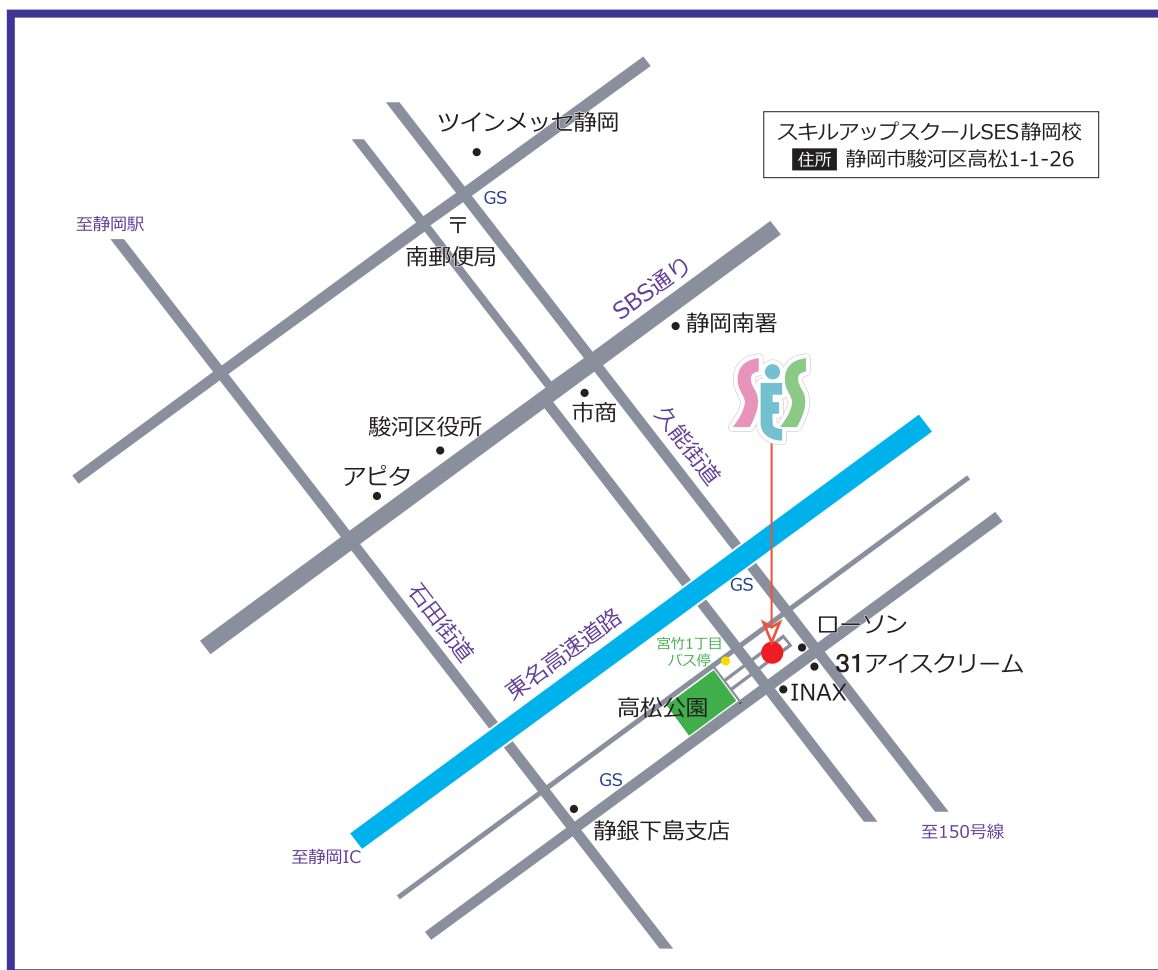 ツインメッセ静岡
スキルアップスクールSES静岡校
住所 静岡市駿河区高松1-1-26
GS
至静岡駅
〒
南郵便局
SBS通り
静岡南署
SES
市商
久能街道
駿河区役所
アピタ
石田街道
東名高速道路
GS
宮竹1丁目
バス停
ローソン
31アイスクリーム
INAX
高松公園
GS
静銀下島支店
至150号線
至静岡IC